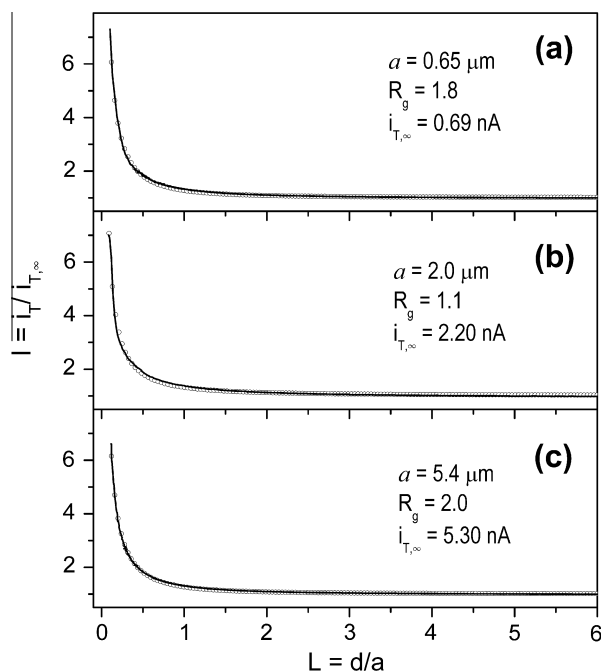 I = i_T / i_T,∞
6
4
2
(a)
a = 0.65 μm
R_g = 1.8
i_T,∞ = 0.69 nA
6
4
2
(b)
a = 2.0 μm
R_g = 1.1
i_T,∞ = 2.20 nA
6
4
2
(c)
a = 5.4 μm
R_g = 2.0
i_T,∞ = 5.30 nA
0 1 2 3 4 5 6
L = d/a